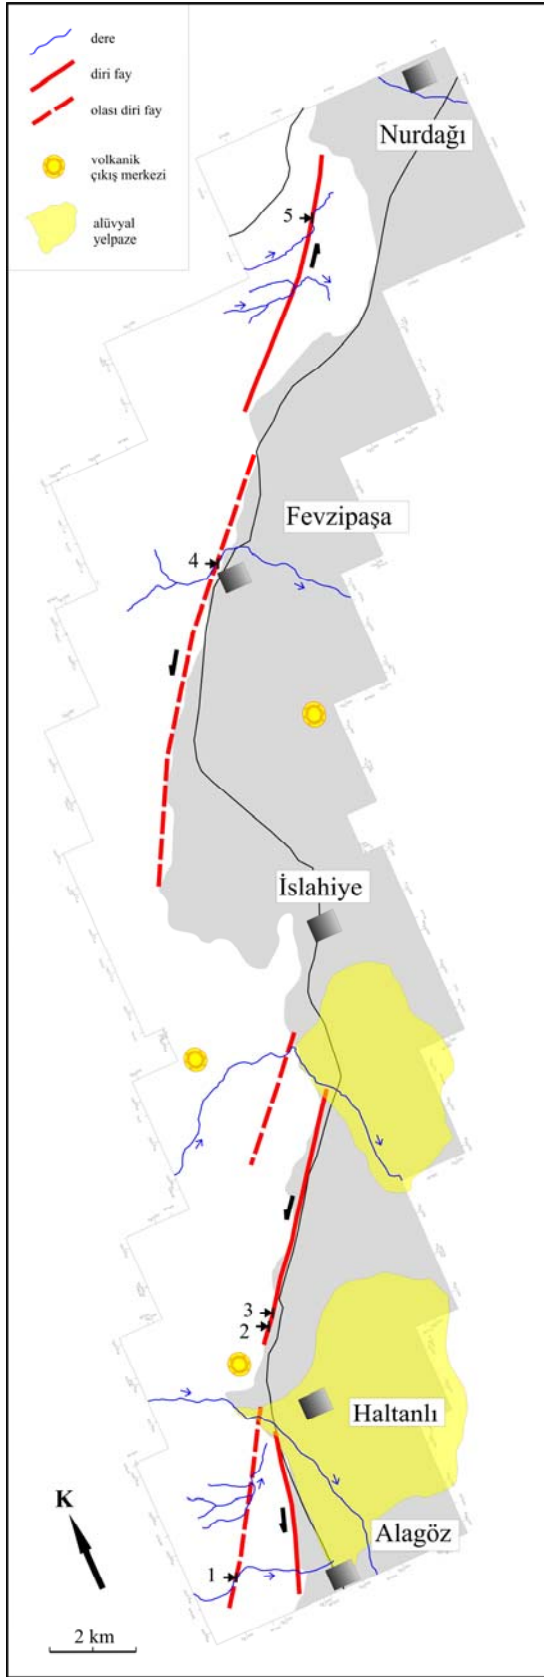 dere
diri fay
olası diri fay
volkanik
çıkış merkezi
alüvyal
yelpaze
Nurdağı
5
Fevzipaşa
4
İslahiye
3
2
Haltanlı
K
Alagöz
1
2 km